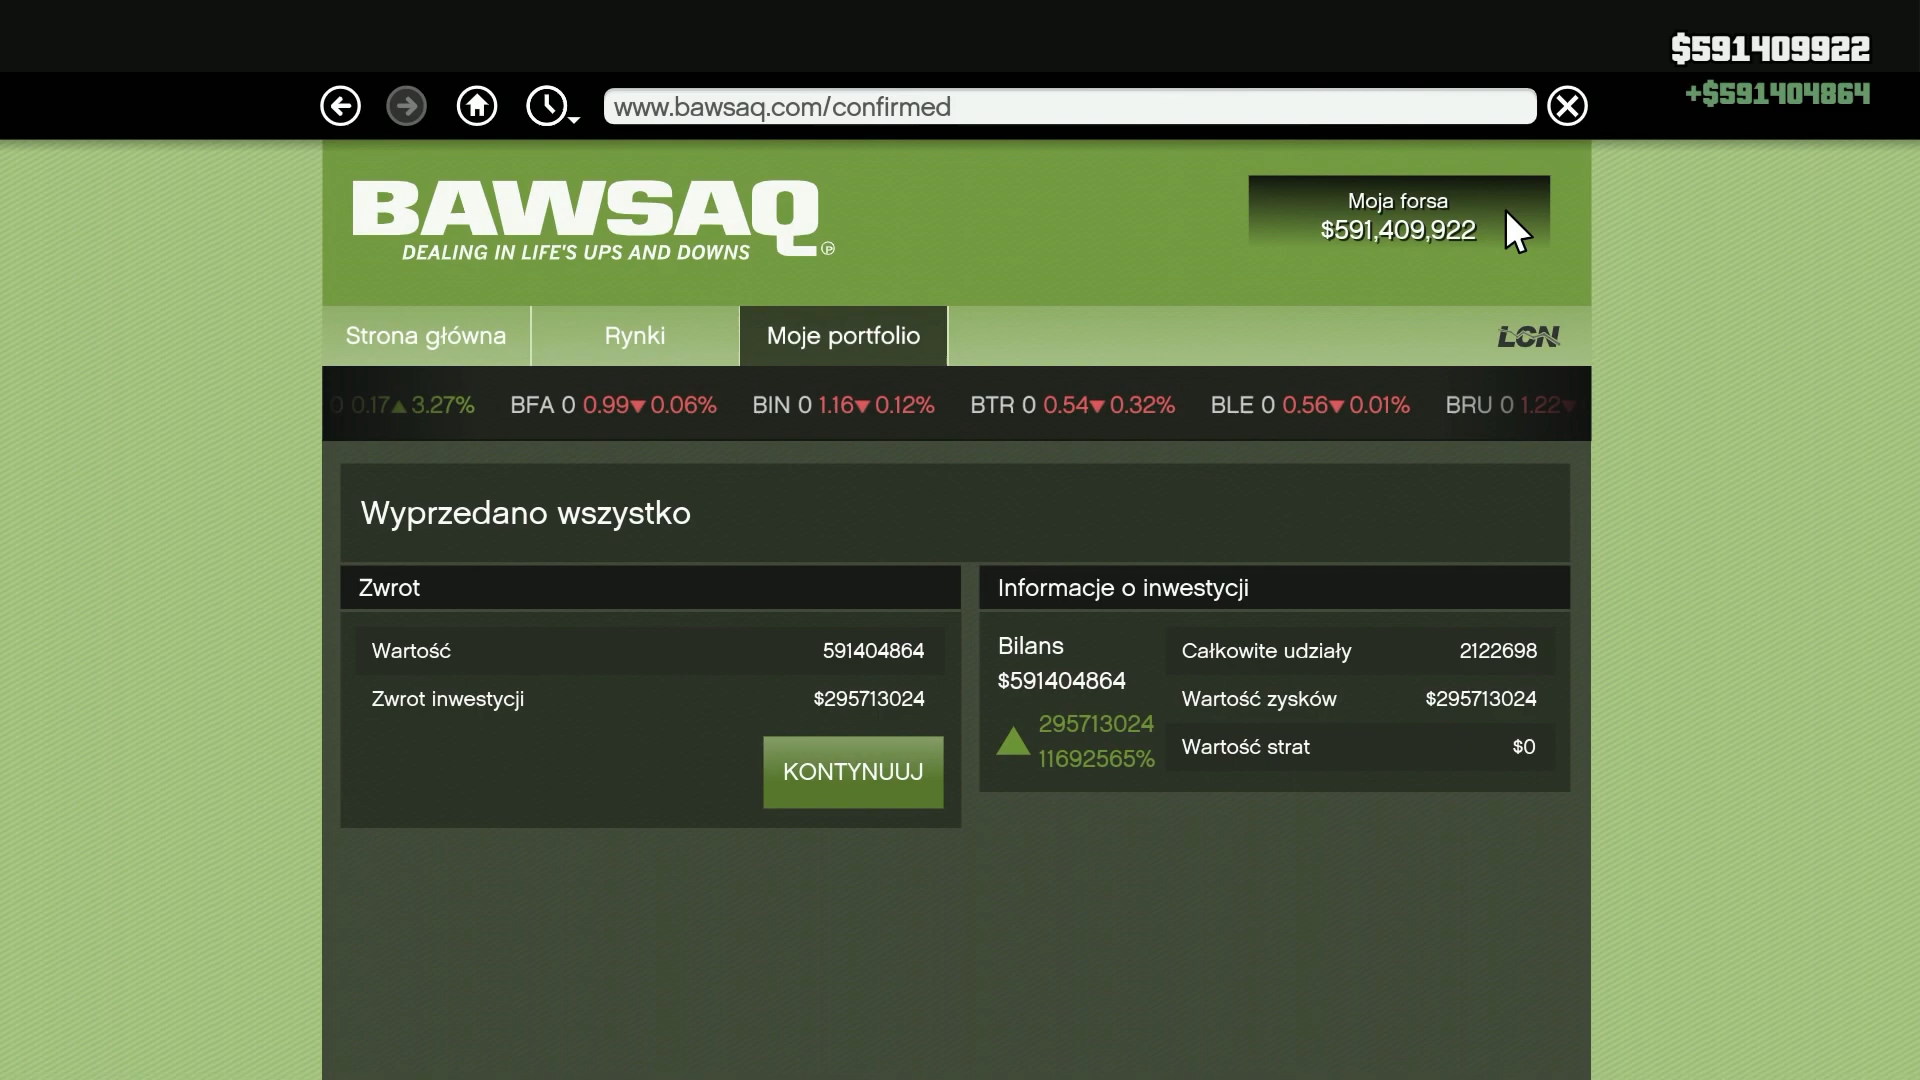 $591409922
+$591404864
www.bawsaq.com/confirmed
BAWSAQ
DEALING IN LIFE'S UPS AND DOWNS
Moja forsa
$591,409,922
Strona główna
Rynki
Moje portfolio
LCN
0 0.17▲3.27% BFA 0 0.99▼0.06% BIN 0 1.16▼0.12% BTR 0 0.54▼0.32% BLE 0 0.56▼0.01% BRU 0 1.22▼
Wyprzedano wszystko
Zwrot
Wartość 591404864
Zwrot inwestycji $295713024
KONTYNUUJ
Informacje o inwestycji
Bilans
$591404864
295713024
11692565%
Całkowite udziały 2122698
Wartość zysków $295713024
Wartość strat $0